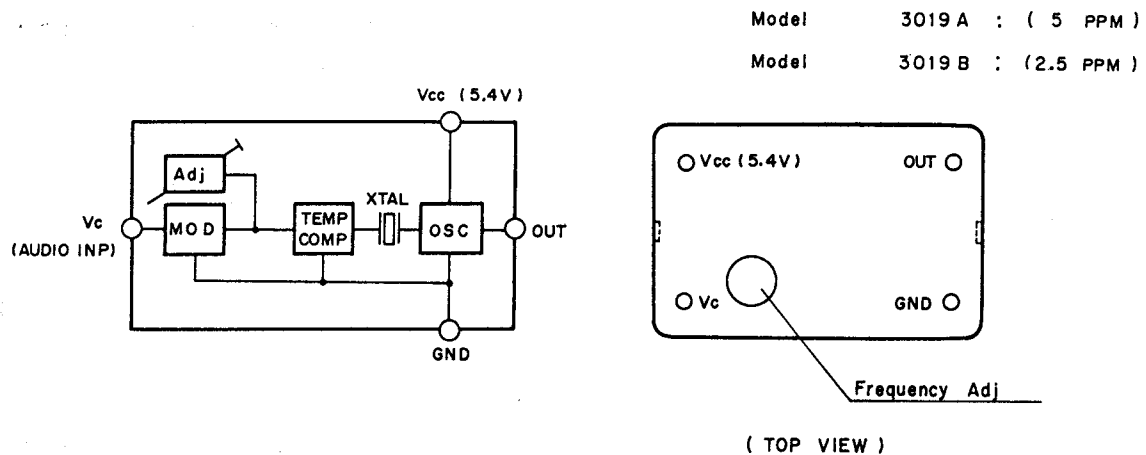 Model 3019 A : ( 5 PPM )
Model 3019 B : (2.5 PPM )
Vcc (5.4V)
Adj
Vc
(AUDIO INP)
MOD
TEMP
COMP
XTAL
OSC
OUT
GND
Vcc (5.4V)
OUT
Vc
GND
Frequency Adj
( TOP VIEW )